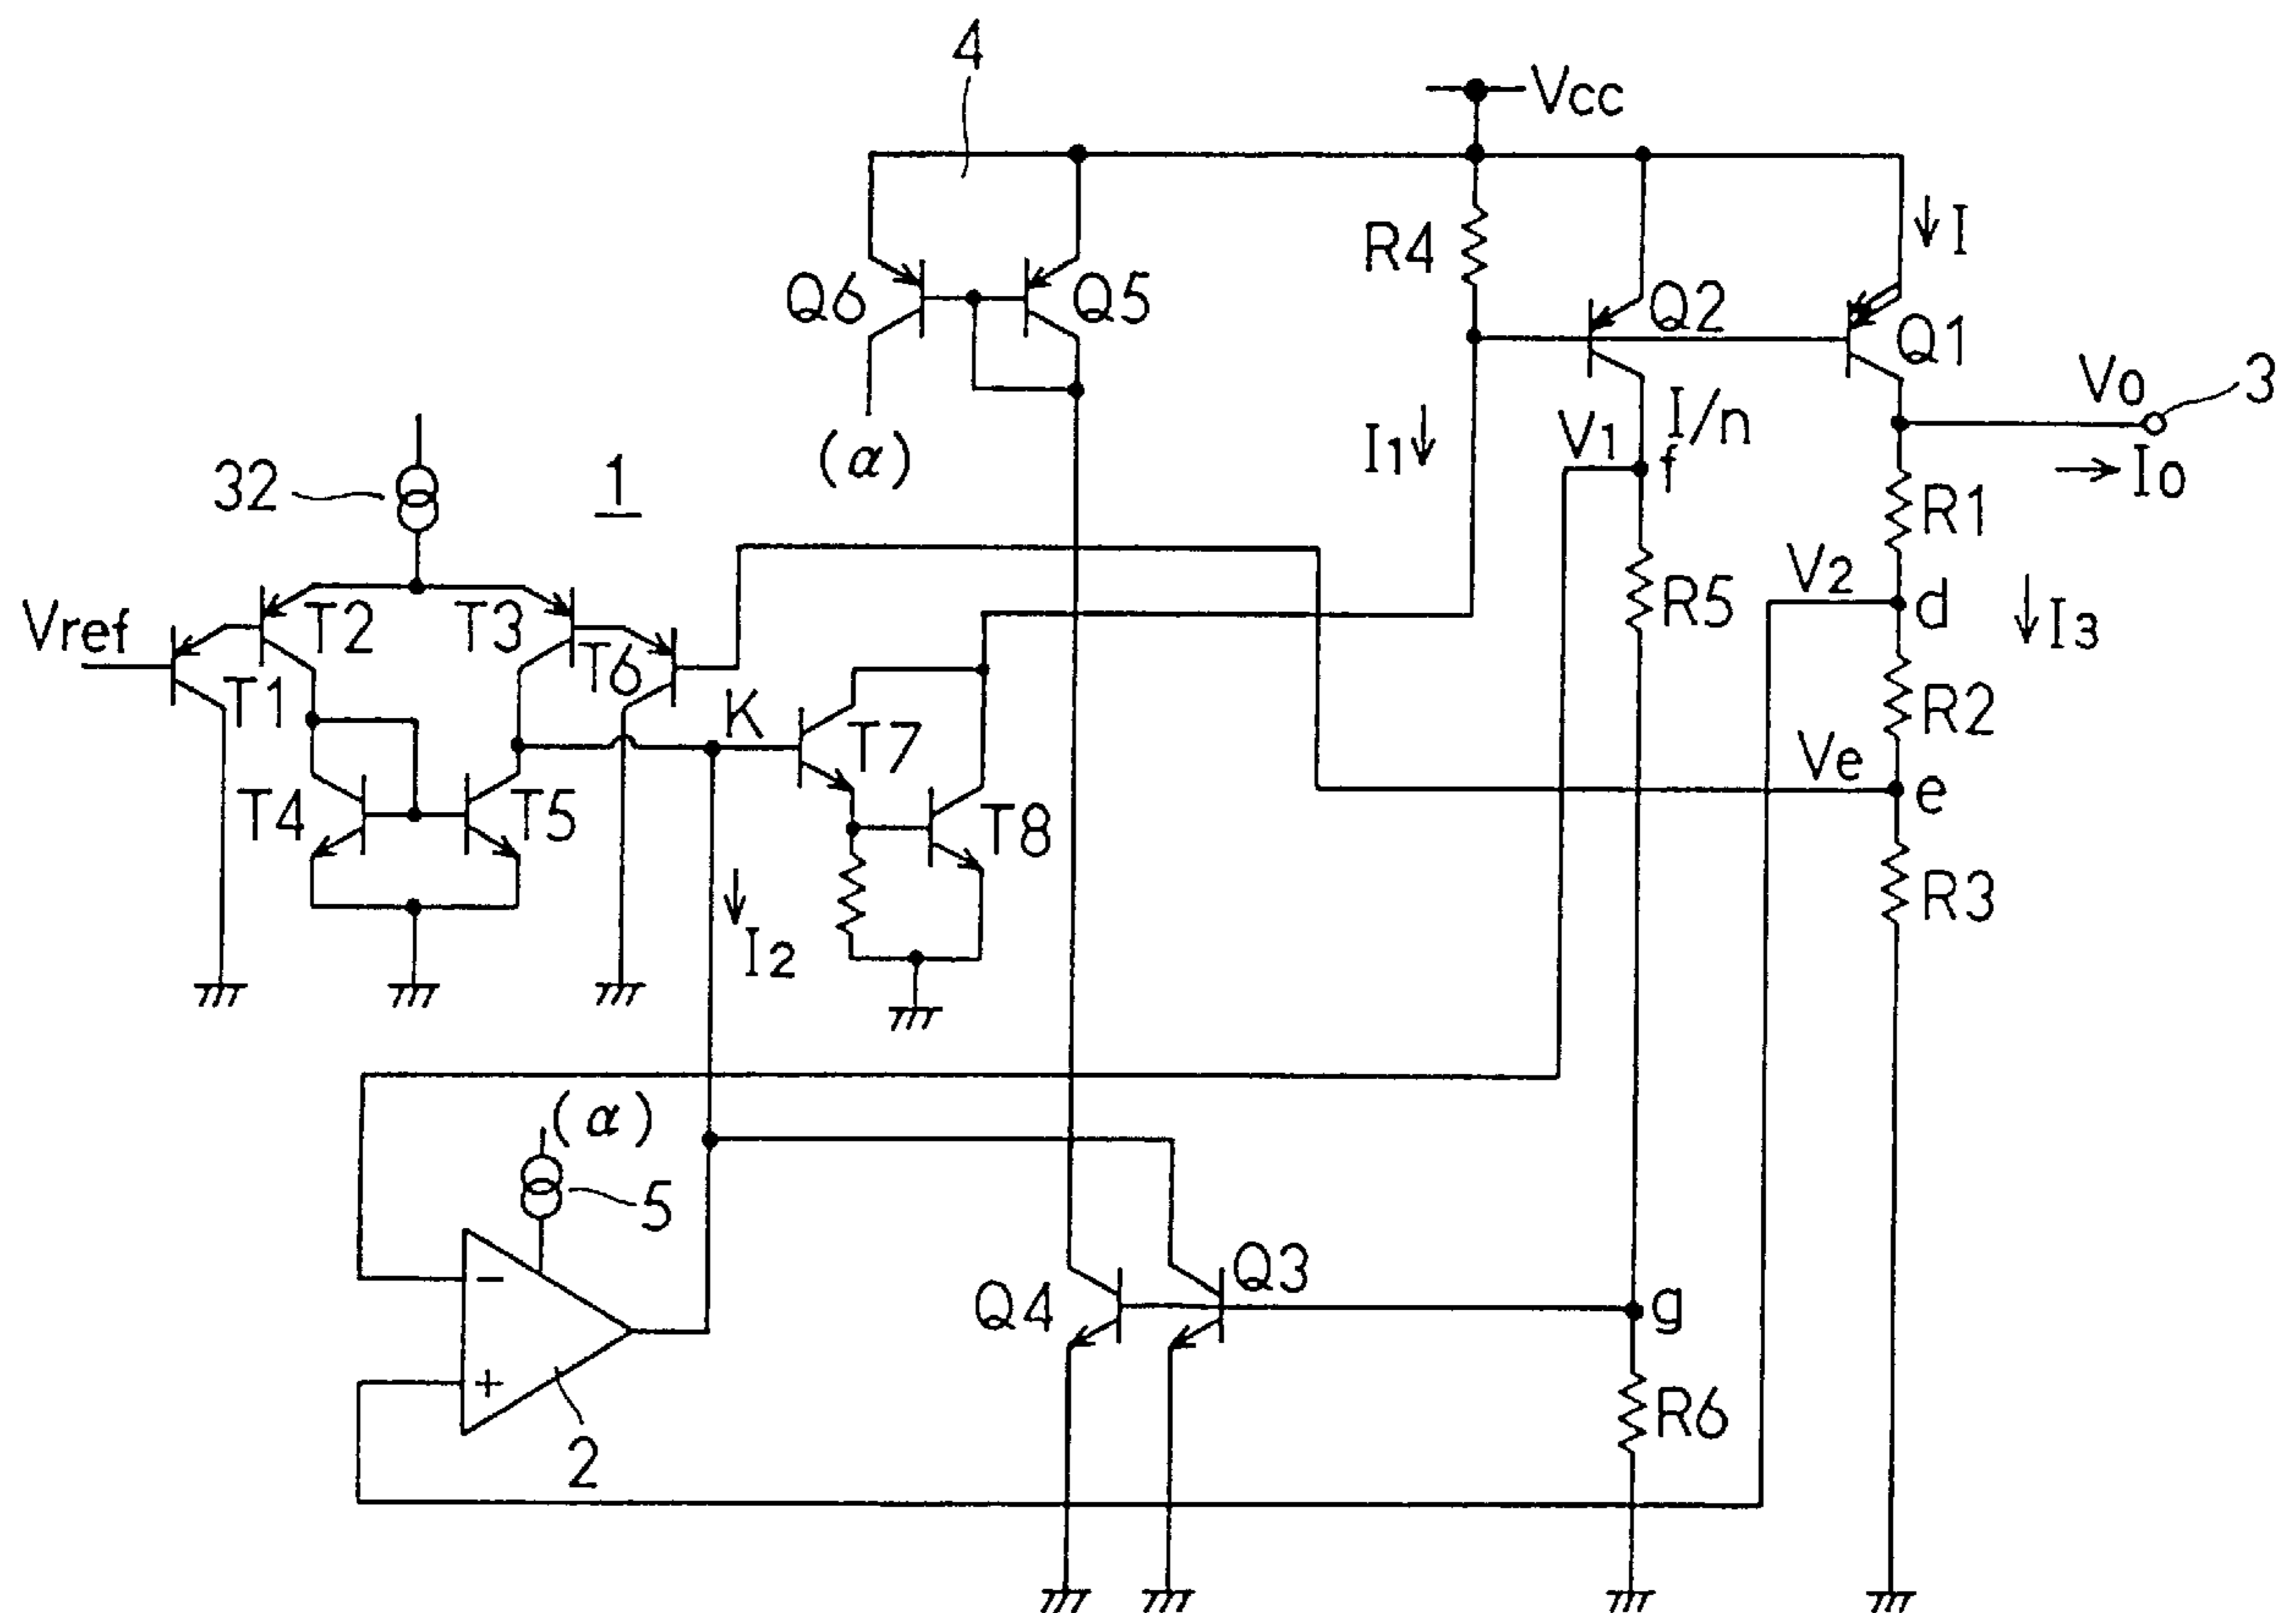 4
Vcc
I
R4
Q6
Q5
Q2
Q1
Vo
3
(α)
I1
V1
I/n
f
Io
32
1
R1
V2
d
Vref
T2
T3
R5
I3
T1
T6
K
T7
R2
Ve
e
T4
T5
T8
R3
I2
(α)
5
-
Q4
Q3
g
+
R6
2